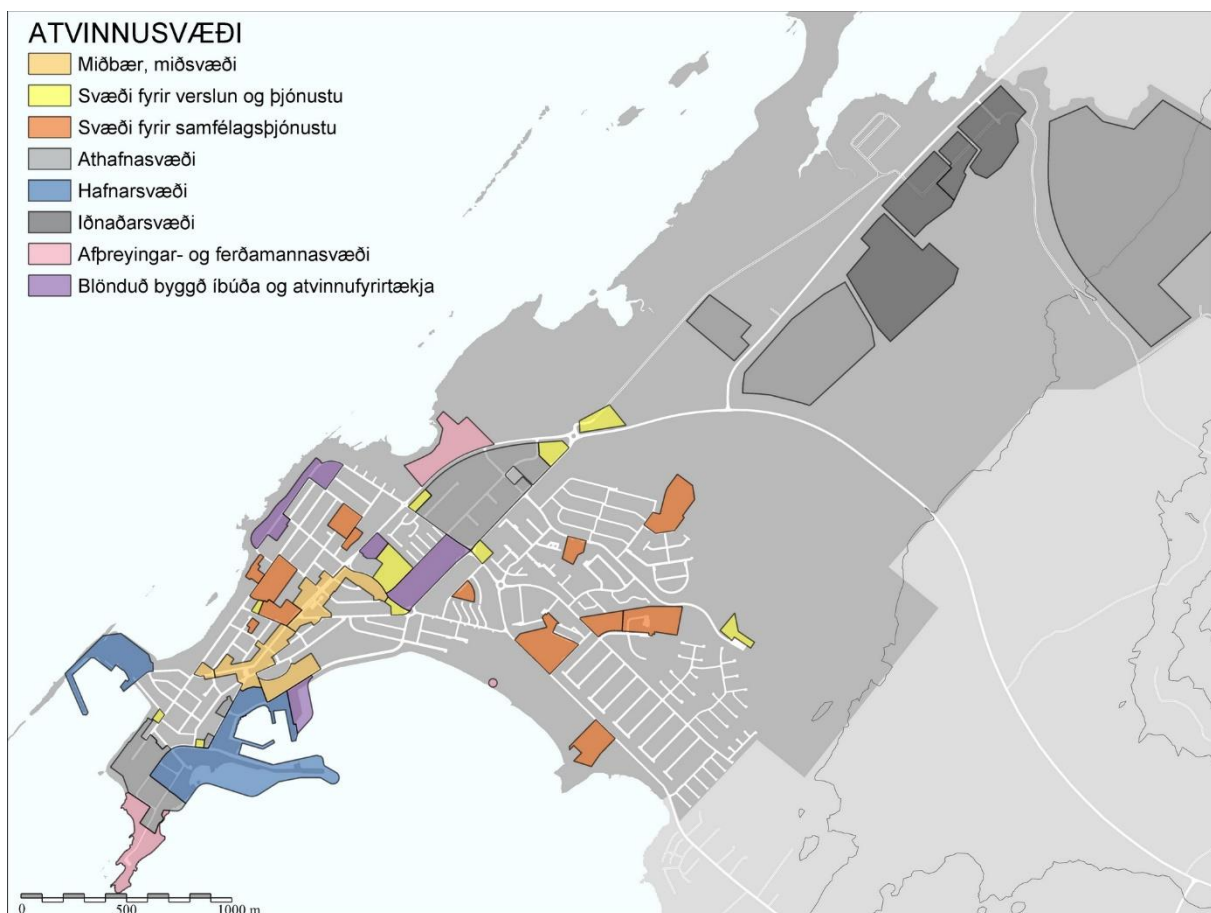 ATVINNUSVÆÐI
Miðbær, miðsvæði
Svæði fyrir verslun og þjónustu
Svæði fyrir samfélagsþjónustu
Athafnasvæði
Hafnarsvæði
Iðnaðarsvæði
Afþreyingar- og ferðamannasvæði
Blönduð byggð íbúða og atvinnufyrirtækja
0 500 1000 m